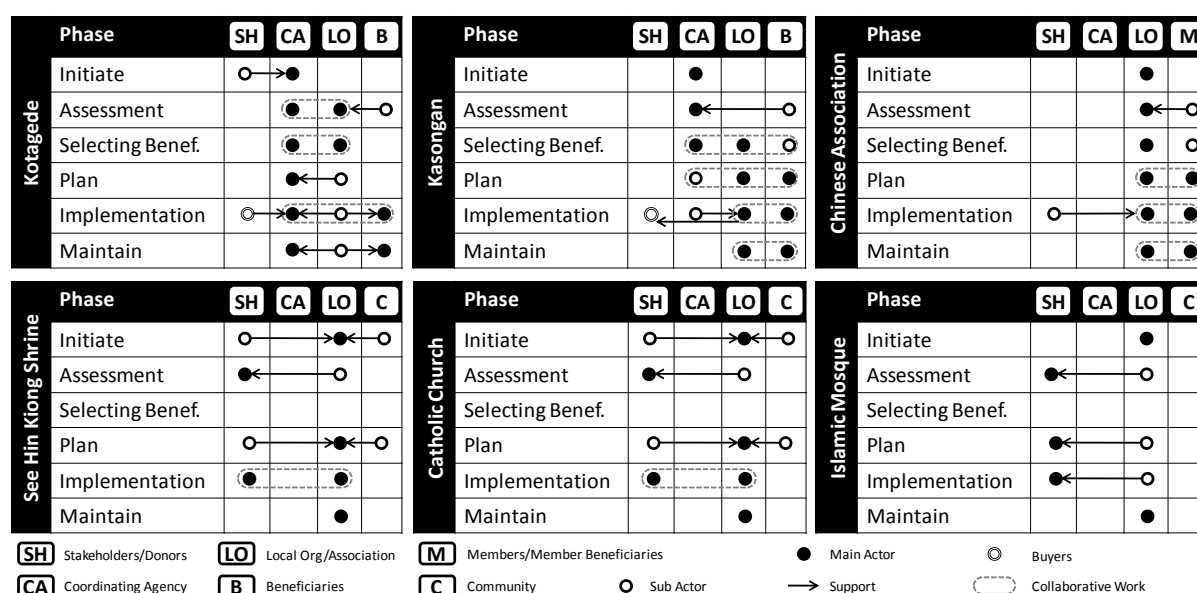 Kotagede
Phase SH CA LO B
Initiate
Assessment
Selecting Benef.
Plan
Implementation
Maintain
Kasongan
Phase SH CA LO B
Initiate
Assessment
Selecting Benef.
Plan
Implementation
Maintain
Chinese Association
Phase SH CA LO M
Initiate
Assessment
Selecting Benef.
Plan
Implementation
Maintain
See Hin Kiong Shrine
Phase SH CA LO C
Initiate
Assessment
Selecting Benef.
Plan
Implementation
Maintain
Catholic Church
Phase SH CA LO C
Initiate
Assessment
Selecting Benef.
Plan
Implementation
Maintain
Islamic Mosque
Phase SH CA LO C
Initiate
Assessment
Selecting Benef.
Plan
Implementation
Maintain
SH Stakeholders/Donors LO Local Org/Association M Members/Member Beneficiaries Main Actor Buyers
CA Coordinating Agency B Beneficiaries C Community Sub Actor Support Collaborative Work